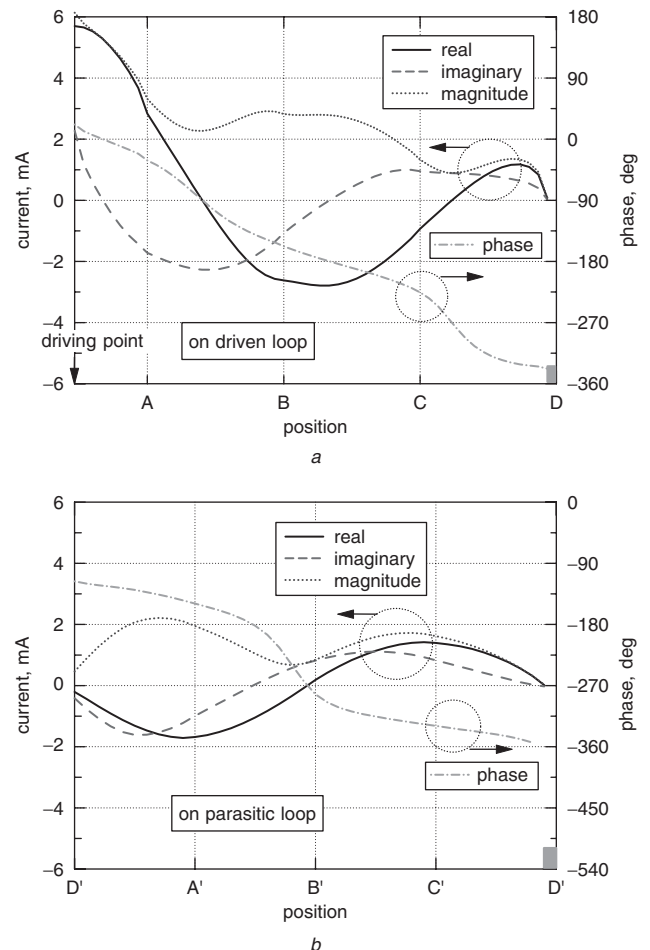 6
4
2
0
−2
−4
−6
current, mA
180
90
0
−90
−180
−270
−360
phase, deg
real
imaginary
magnitude
phase
driving point
on driven loop
A
B
C
D
position
a
6
4
2
0
−2
−4
−6
current, mA
0
−90
−180
−270
−360
−450
−540
phase, deg
real
imaginary
magnitude
phase
on parasitic loop
D'
A'
B'
C'
D'
position
b